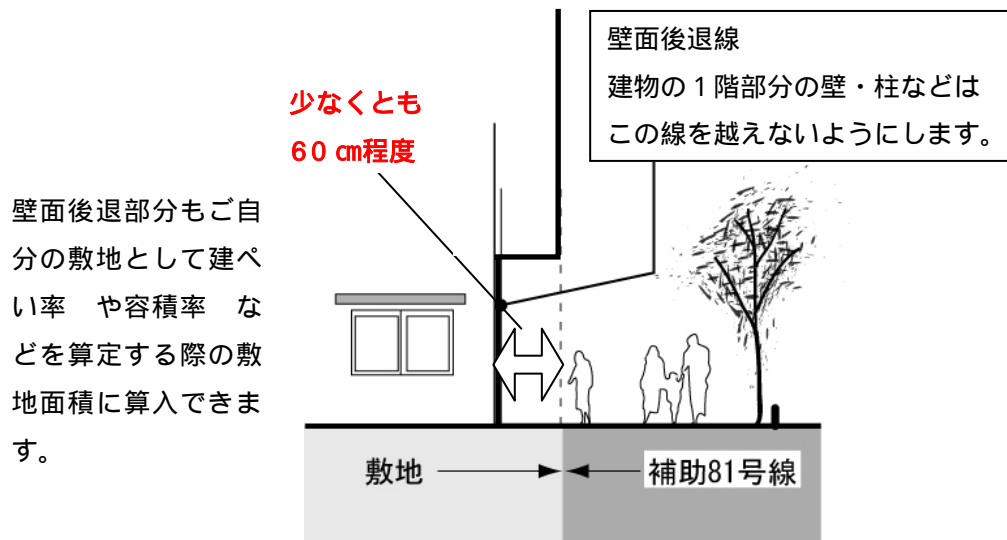 壁面後退線
建物の1階部分の壁・柱などは
この線を越えないようにします。
少なくとも
60㎝程度
壁面後退部分もご自
分の敷地として建ぺ
い率　や容積率　な
どを算定する際の敷
地面積に算入できま
す。
敷地
補助81号線